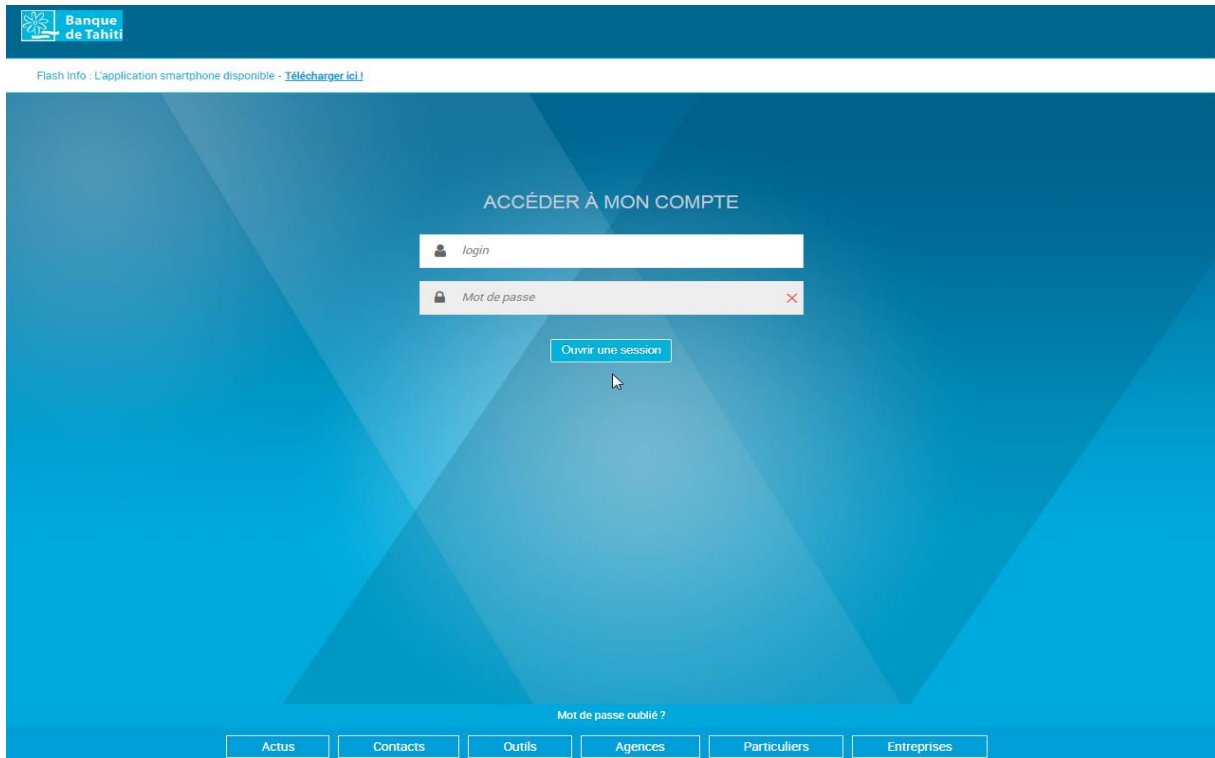 Banque
de Tahiti
Flash Info : L'application smartphone disponible - Télécharger ici !
ACCÉDER À MON COMPTE
login
Mot de passe
Ouvrir une session
Mot de passe oublié ?
Actus Contacts Outils Agences Particuliers Entreprises